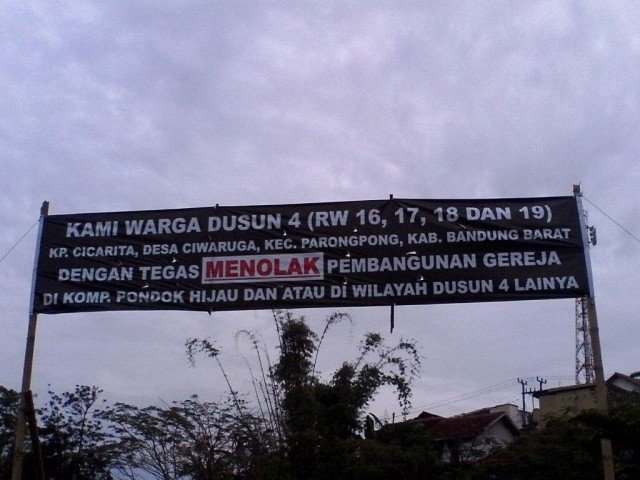 KAMI WARGA DUSUN 4 (RW 16, 17, 18 DAN 19)
KP. CICARITA, DESA CIWARUGA, KEC. PARONGPONG, KAB. BANDUNG BARAT
DENGAN TEGAS MENOLAK PEMBANGUNAN GEREJA
DI KOMP. PONDOK HIJAU DAN ATAU DI WILAYAH DUSUN 4 LAINYA